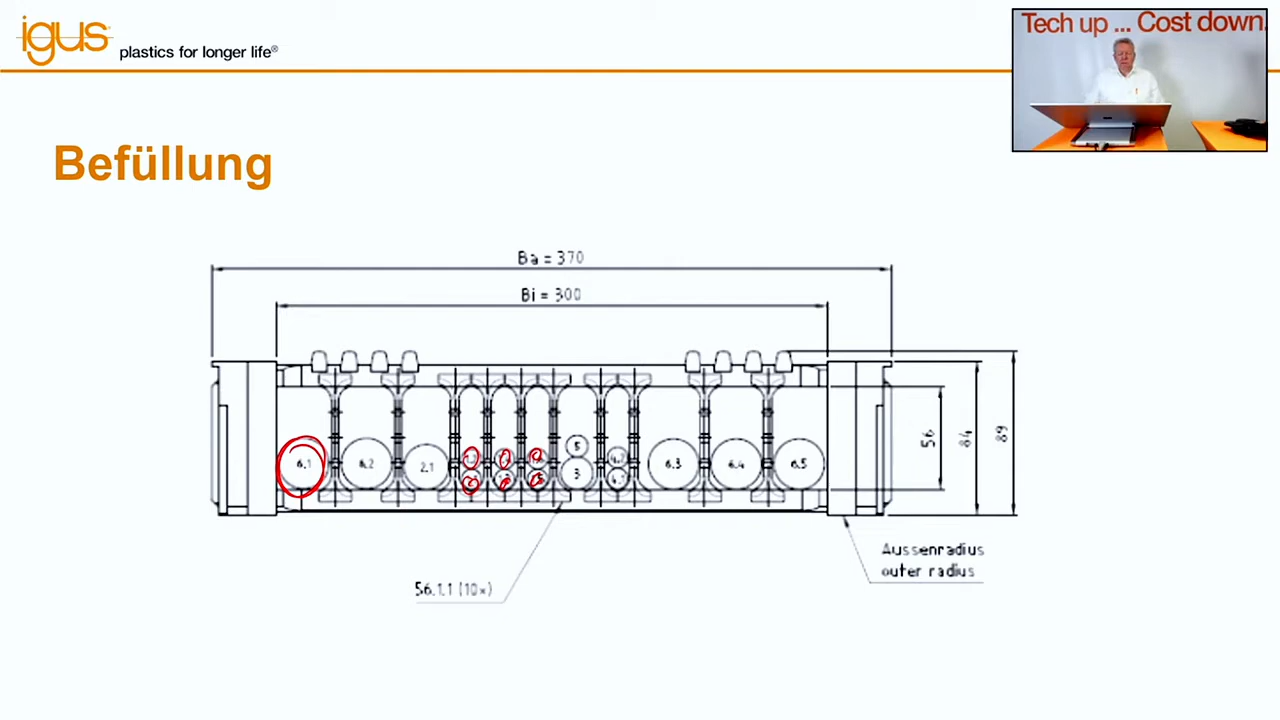 igus
plastics for longer life®
Tech up ... Cost down.
Befüllung
Ba = 370
Bi = 300
56
84
89
6.1
6.2
2.1
5
3
6.3
6.4
6.5
56.1.1 (10x)
Aussenradius
outer radius